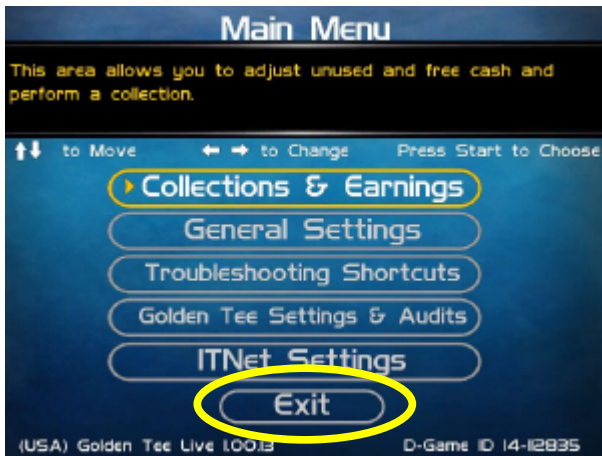 Main Menu
This area allows you to adjust unused and free cash and
perform a collection.
↑↓ to Move ← → to Change Press Start to Choose
Collections & Earnings
General Settings
Troubleshooting Shortcuts
Golden Tee Settings & Audits
ITNet Settings
Exit
(USA) Golden Tee Live 1.00.13 D-Game ID 14-112835